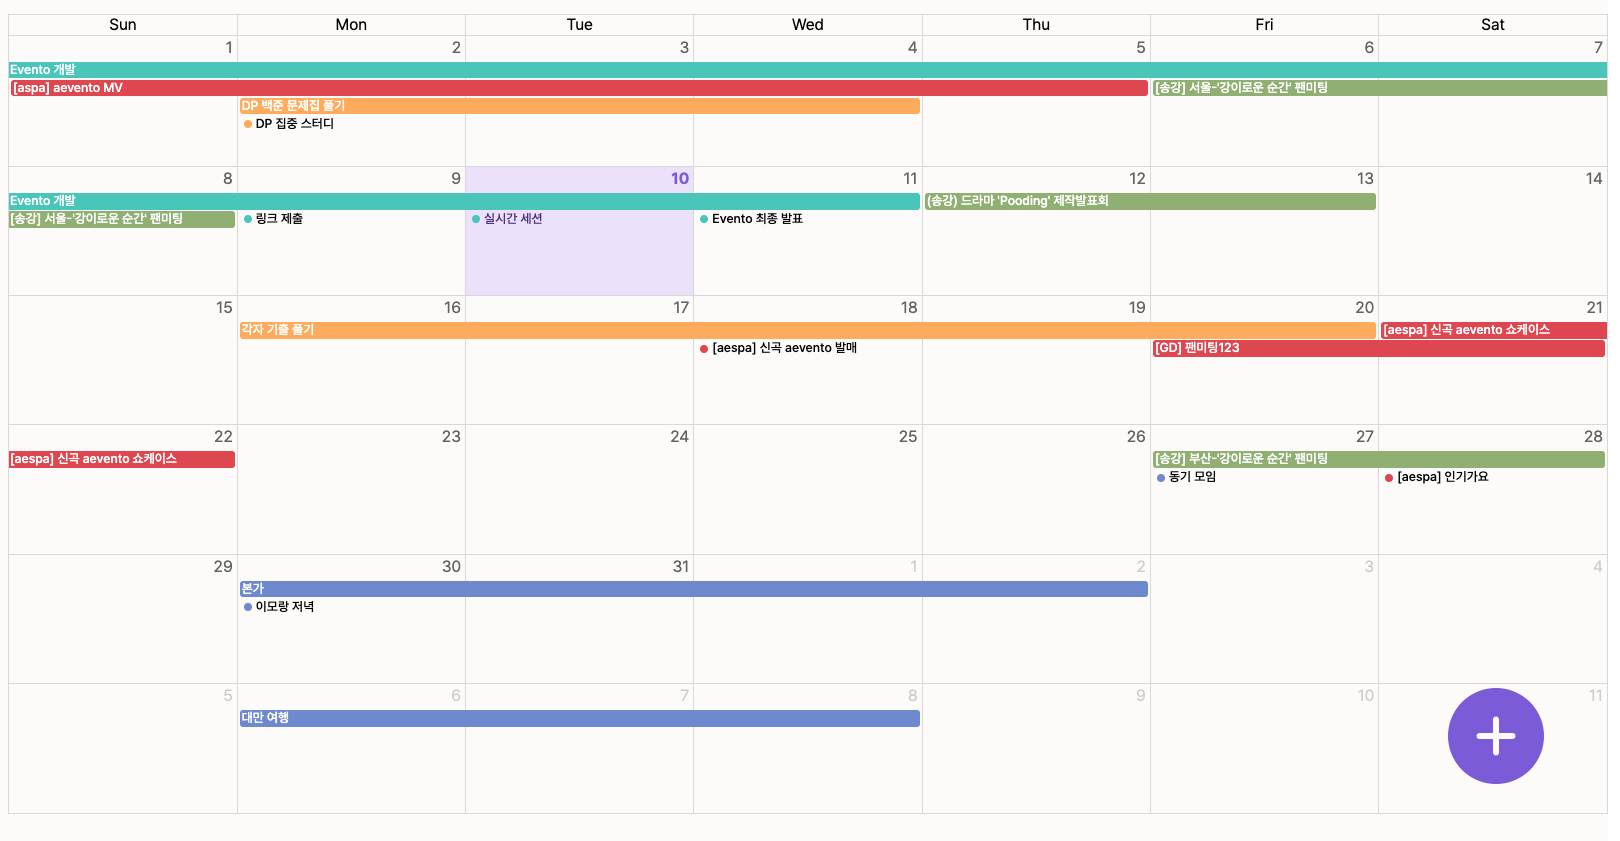 Sun Mon Tue Wed Thu Fri Sat
1 2 3 4 5 6 7
Evento 개발
[aspa] aevento MV [송강] 서울-'강이로운 순간' 팬미팅
DP 백준 문제집 풀기
DP 집중 스터디
8 9 10 11 12 13 14
Evento 개발 (송강) 드라마 'Pooding' 제작발표회
[송강] 서울-'강이로운 순간' 팬미팅 링크 제출 실시간 세션 Evento 최종 발표
15 16 17 18 19 20 21
각자 기출 풀기 [aespa] 신곡 aevento 쇼케이스
[aespa] 신곡 aevento 발매 [GD] 팬미팅123
22 23 24 25 26 27 28
[aespa] 신곡 aevento 쇼케이스 [송강] 부산-'강이로운 순간' 팬미팅
동기 모임 [aespa] 인기가요
29 30 31 1 2 3 4
본가
이모랑 저녁
5 6 7 8 9 10 11
대만 여행